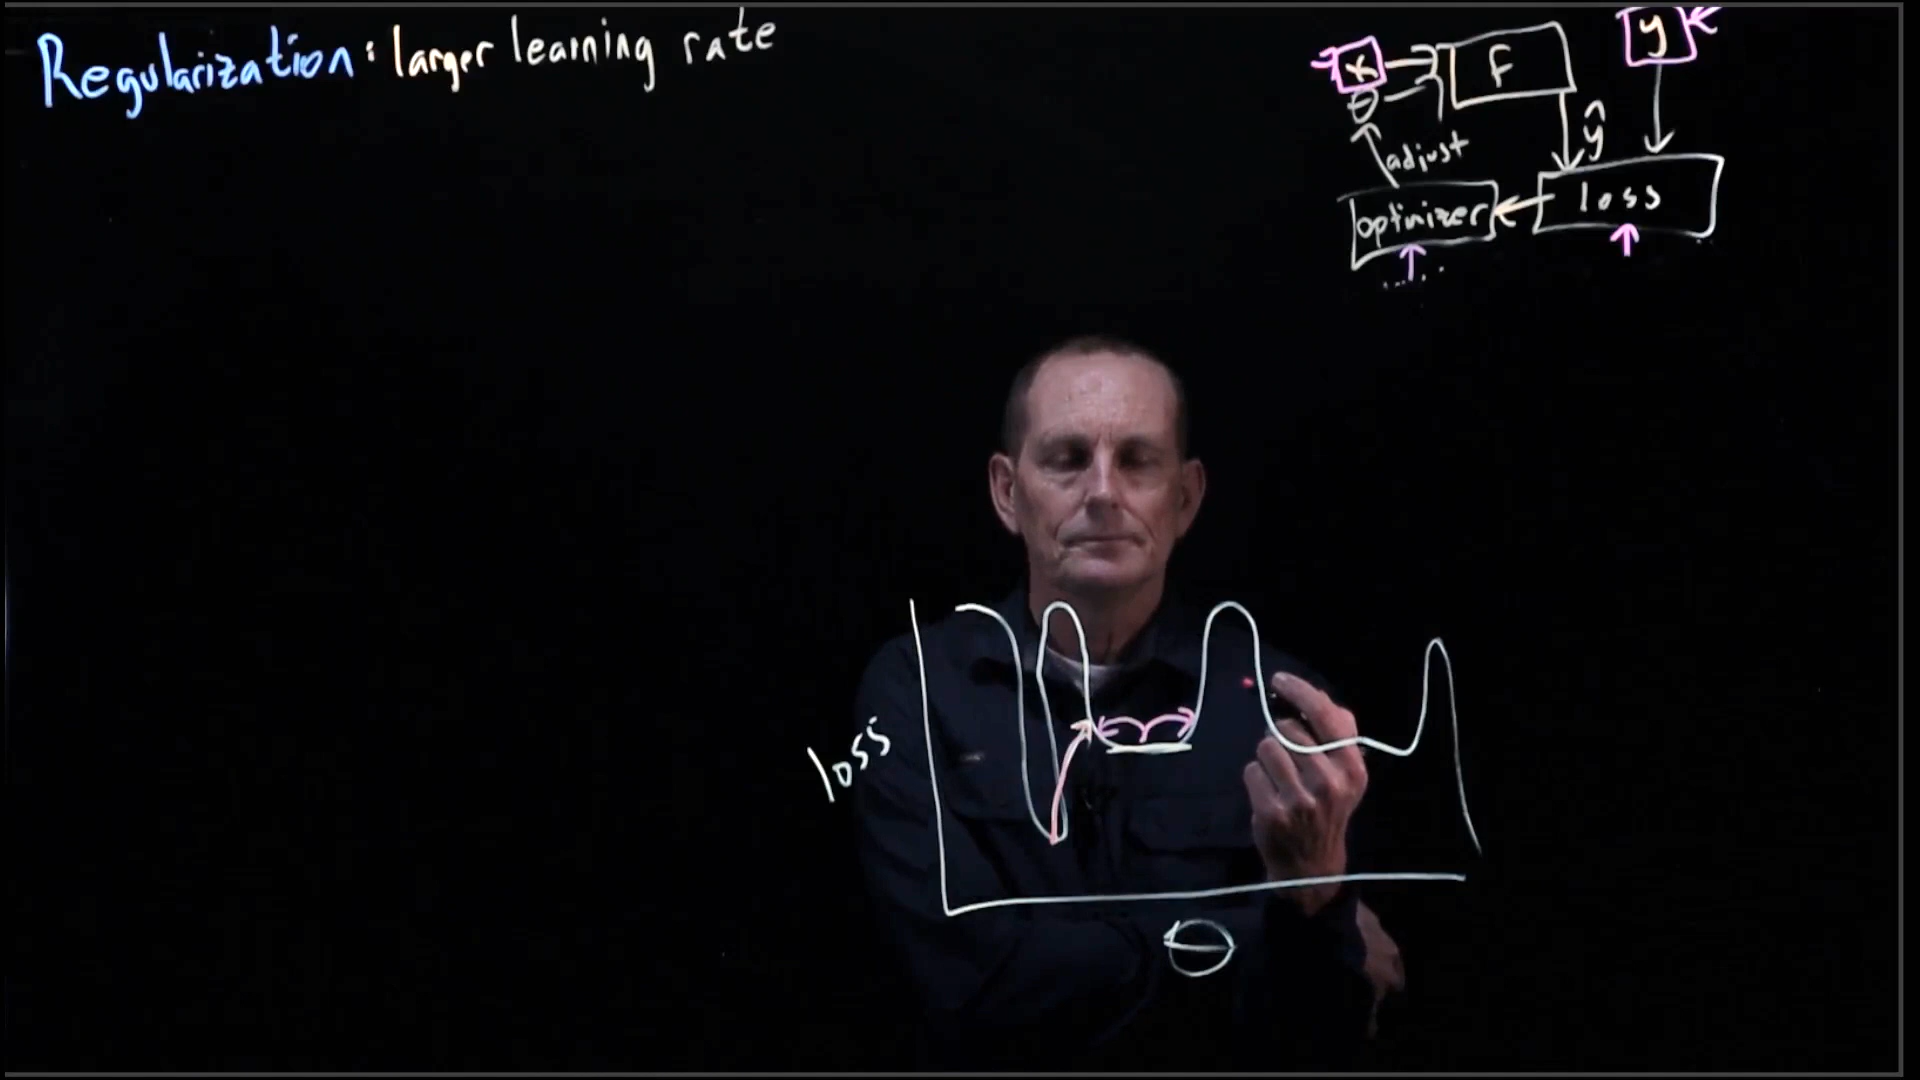 Regularization: larger learning rate
x
f
y
θ
ŷ
adjust
optimizer
loss
loss
θ